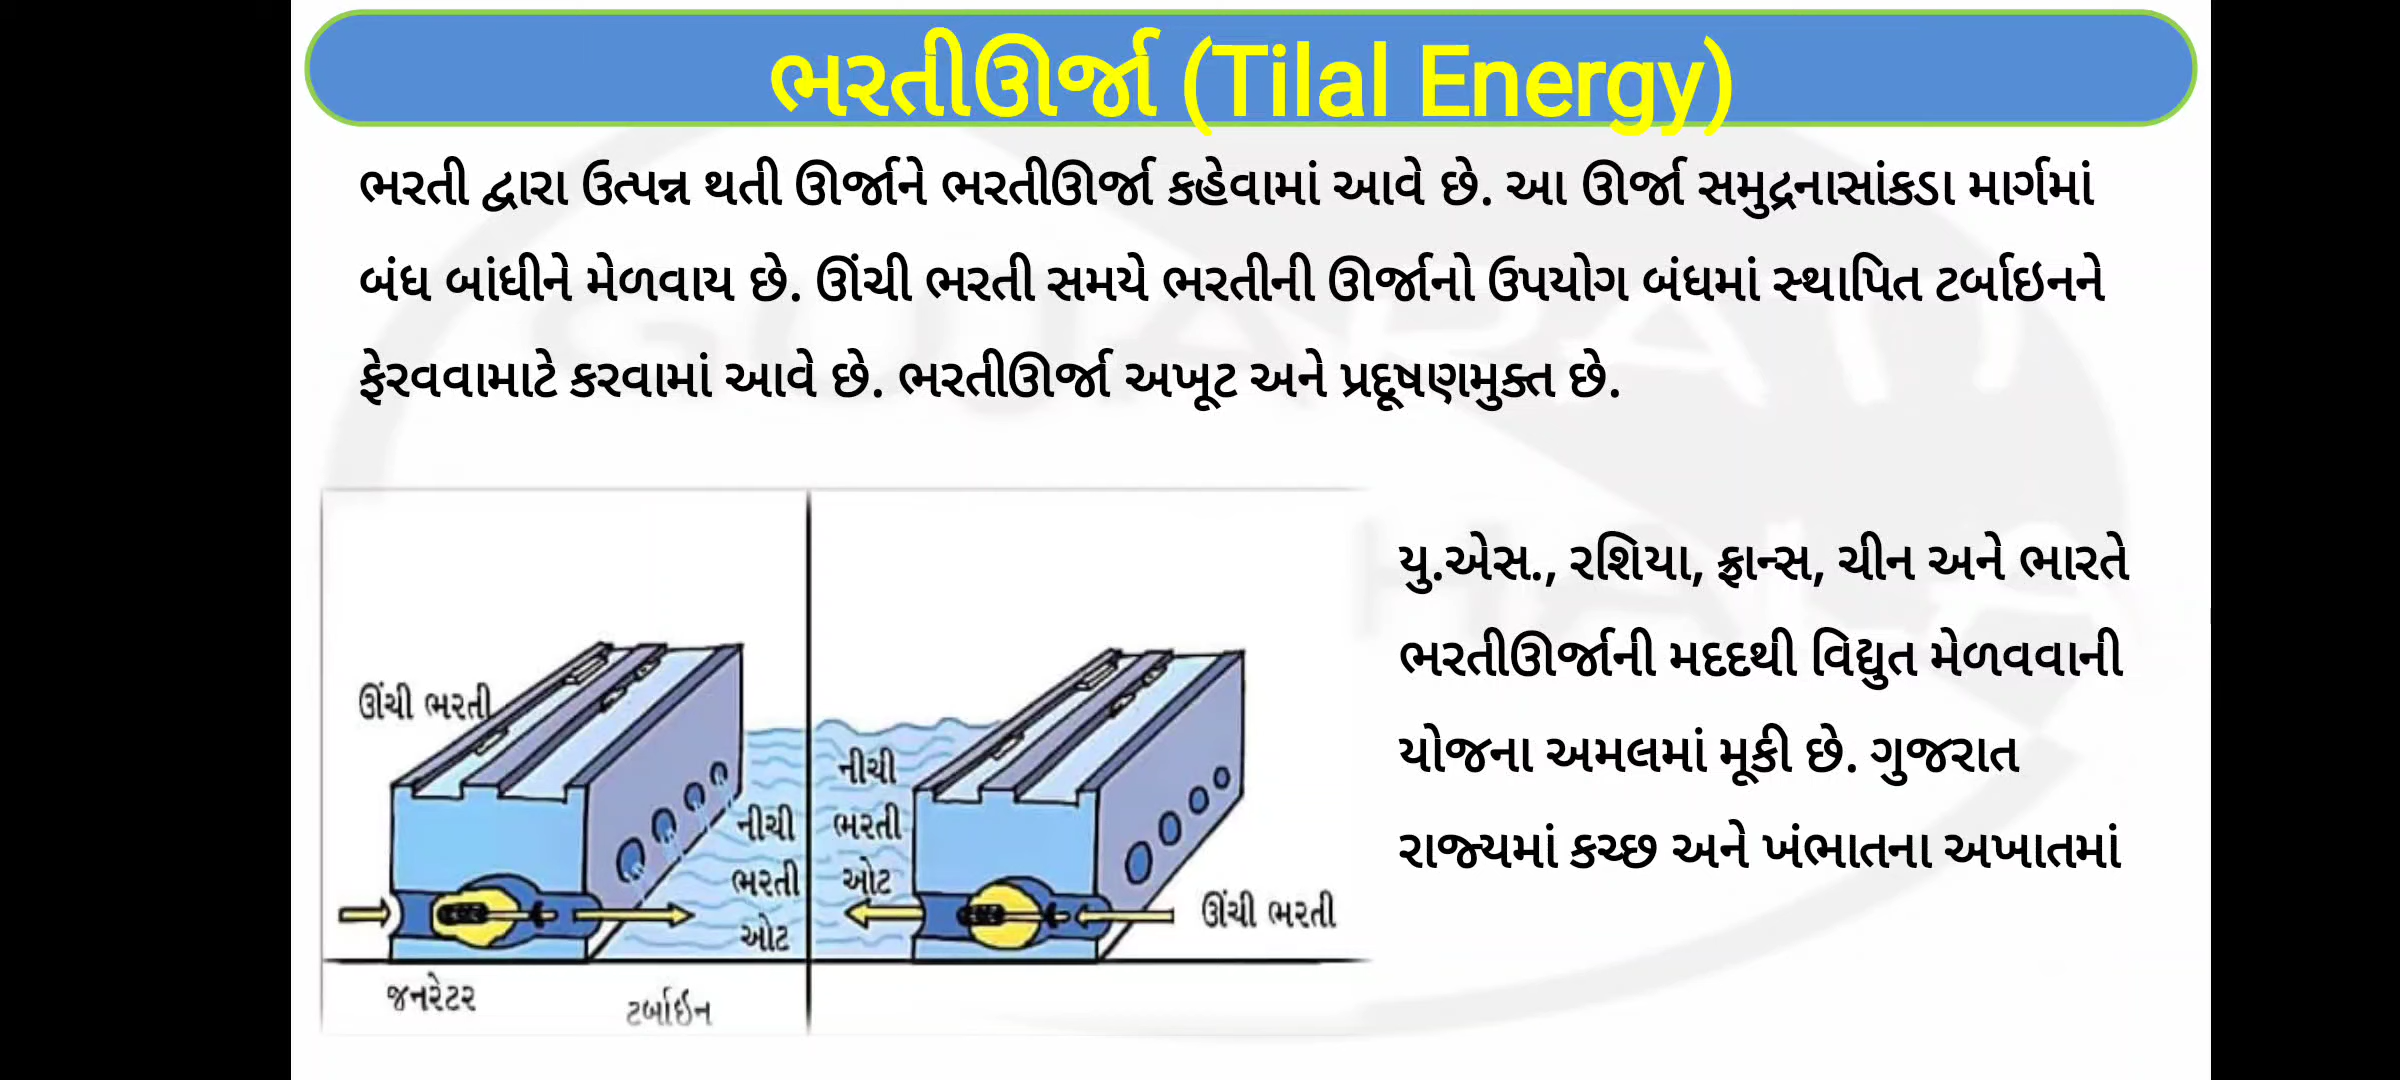 ભરતીઊર્જા (Tilal Energy)
ભરતી દ્વારા ઉત્પન્ન થતી ઊર્જાને ભરતીઊર્જા કહેવામાં આવે છે. આ ઊર્જા સમુદ્રનાસાંકડા માર્ગમાં
બંધ બાંધીને મેળવાય છે. ઊંચી ભરતી સમયે ભરતીની ઊર્જાનો ઉપયોગ બંધમાં સ્થાપિત ટર્બાઇનને
ફેરવવામાટે કરવામાં આવે છે. ભરતીઊર્જા અખૂટ અને પ્રદૂષણમુક્ત છે.
ઊંચી ભરતી
નીચી
ભરતી
ઓટ
જનરેટર
ટર્બાઇન
નીચી
ભરતી
ઓટ
ઊંચી ભરતી
યુ.એસ., રશિયા, ફ્રાન્સ, ચીન અને ભારતે
ભરતીઊર્જાની મદદથી વિદ્યુત મેળવવાની
યોજના અમલમાં મૂકી છે. ગુજરાત
રાજ્યમાં કચ્છ અને ખંભાતના અખાતમાં